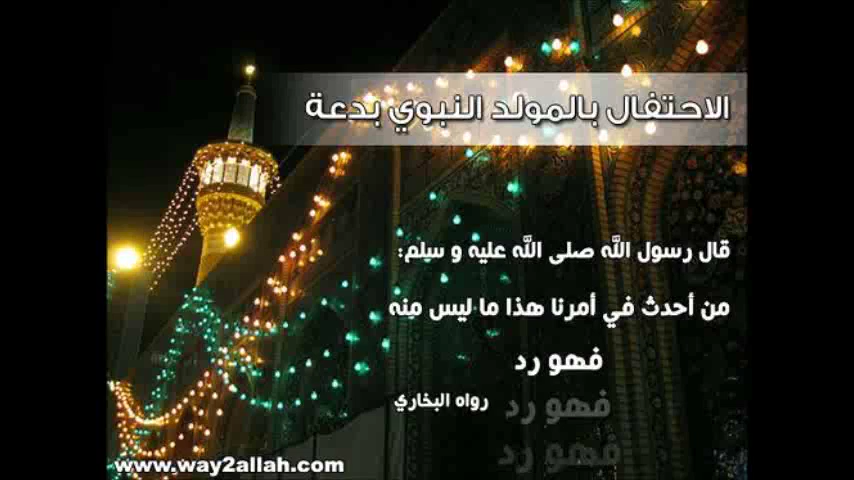 الاحتفال بالمولد النبوي بدعة
قال رسول الله صلى الله عليه و سلم:
من أحدث في أمرنا هذا ما ليس منه
فهو رد
فهو رد
رواه البخاري
فهو رد
www.way2allah.com